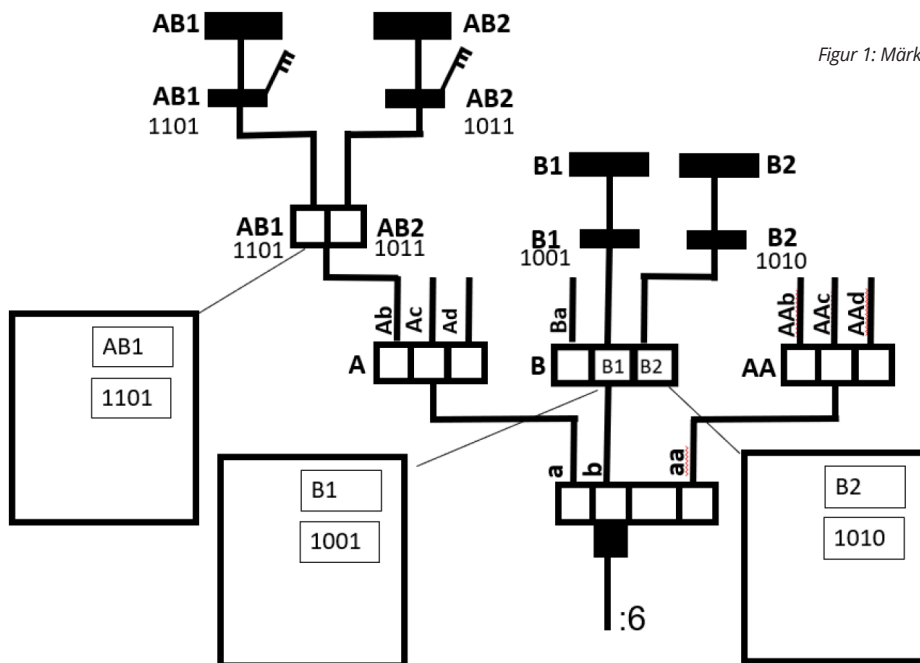 AB1
AB2
Figur 1: Märk
AB1
1101
AB2
1011
B1
B2
AB1
1101
AB2
1011
B1
1001
B2
1010
Ab
Ac
Ad
Ba
AAb
AAc
AAd
A
B
B1
B2
AA
AB1
1101
a
b
aa
B1
1001
B2
1010
:6